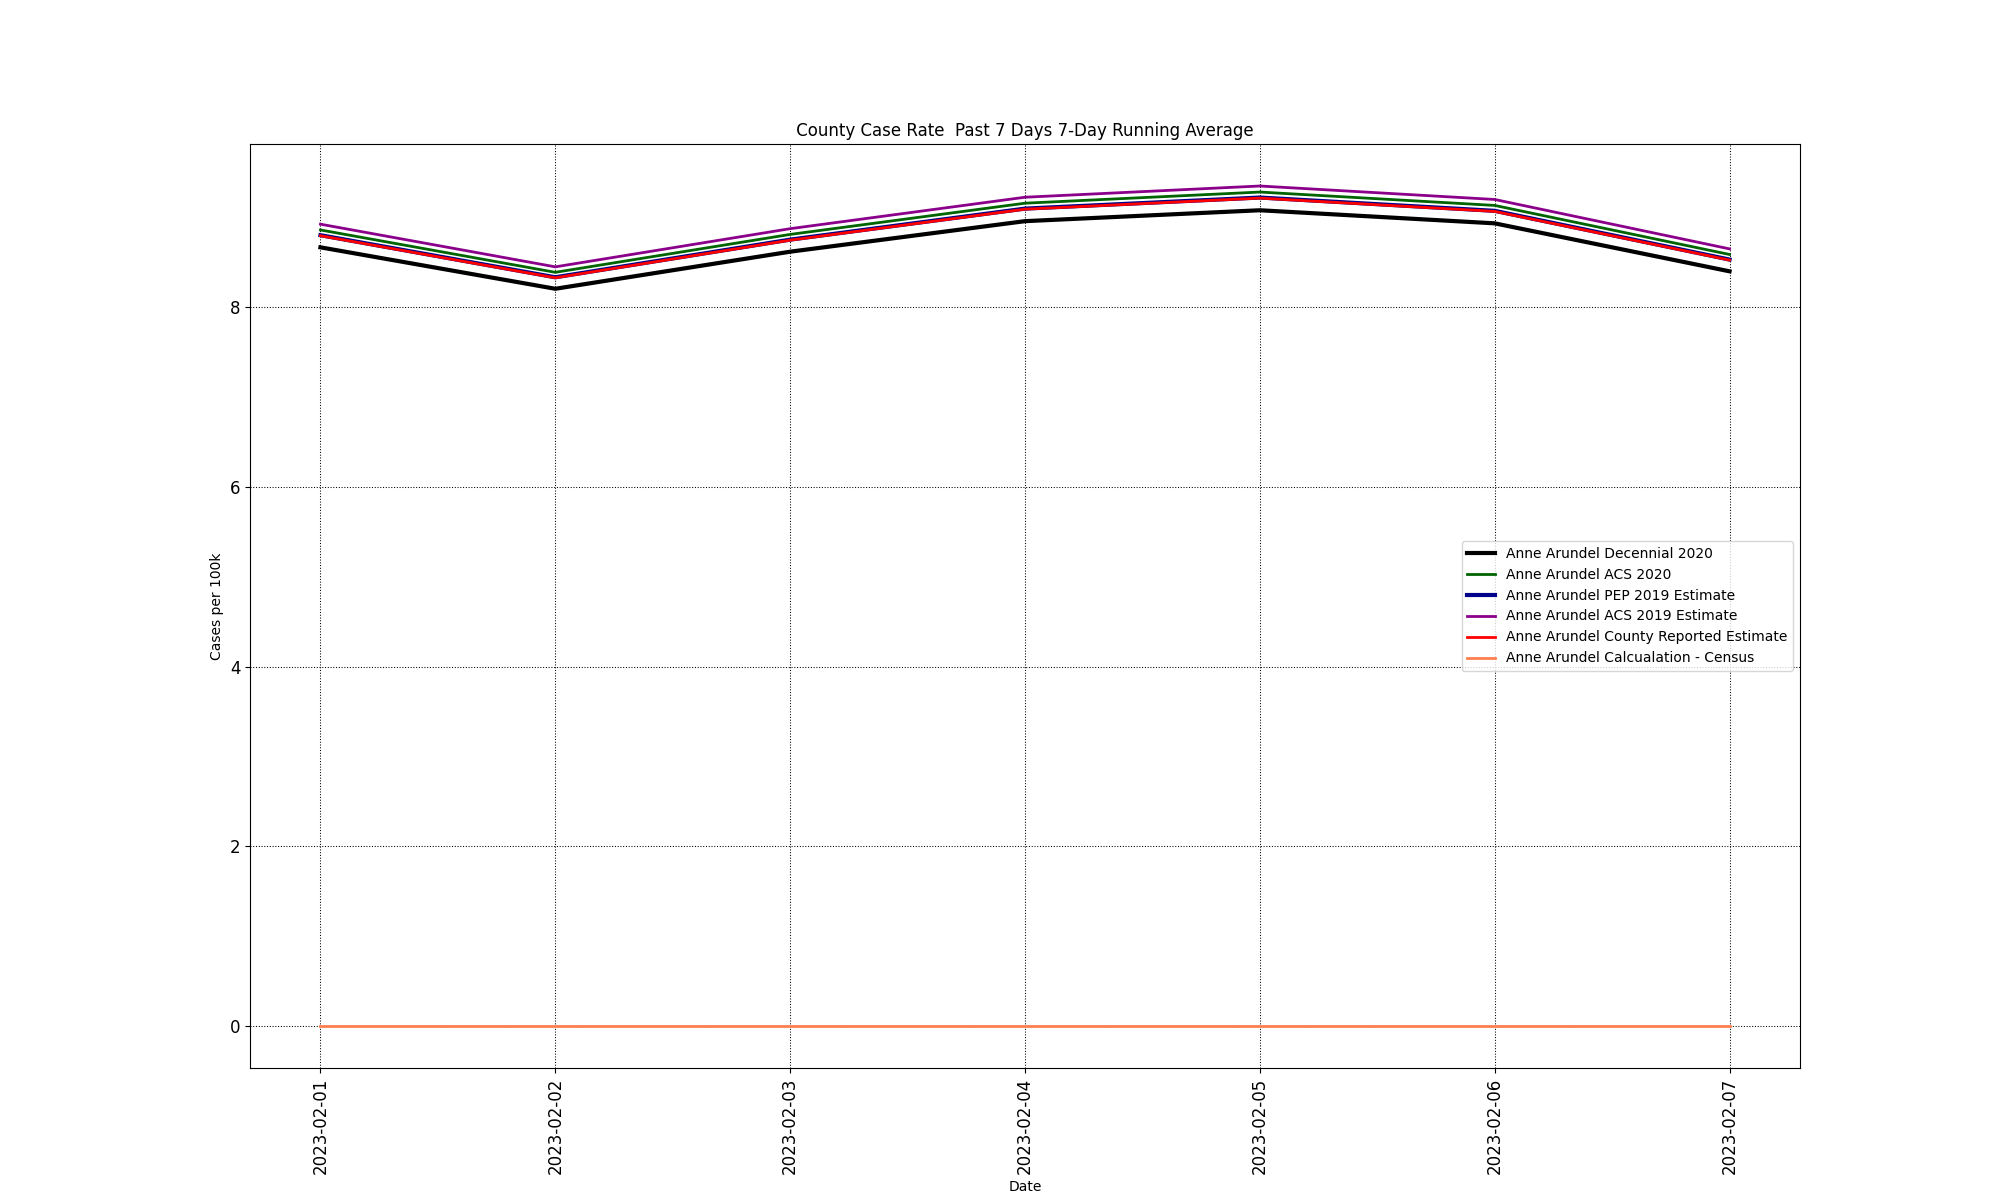 County Case Rate  Past 7 Days 7-Day Running Average
Cases per 100k
8
6
4
2
0
Anne Arundel Decennial 2020
Anne Arundel ACS 2020
Anne Arundel PEP 2019 Estimate
Anne Arundel ACS 2019 Estimate
Anne Arundel County Reported Estimate
Anne Arundel Calcualation - Census
2023-02-01
2023-02-02
2023-02-03
2023-02-04
2023-02-05
2023-02-06
2023-02-07
Date